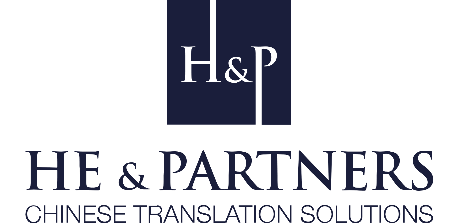 H&P
HE & PARTNERS
CHINESE TRANSLATION SOLUTIONS